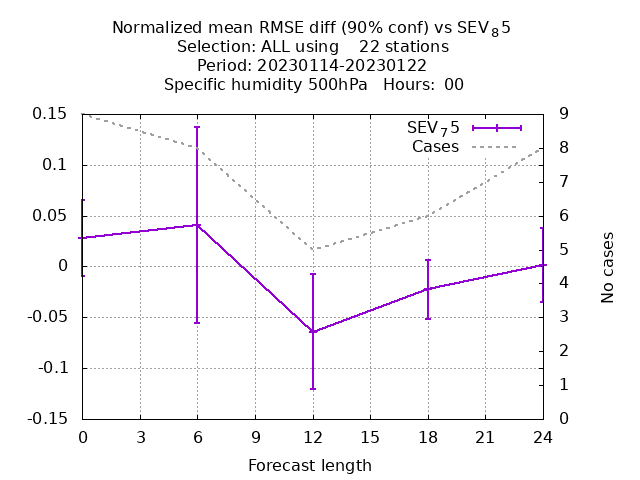 Normalized mean RMSE diff (90% conf) vs SEV₈5
Selection: ALL using    22 stations
Period: 20230114-20230122
Specific humidity 500hPa   Hours:  00
SEV₇5
Cases
0.15
0.1
0.05
0
-0.05
-0.1
-0.15
9
8
7
6
5
4
3
2
1
0
No cases
0 3 6 9 12 15 18 21 24
Forecast length